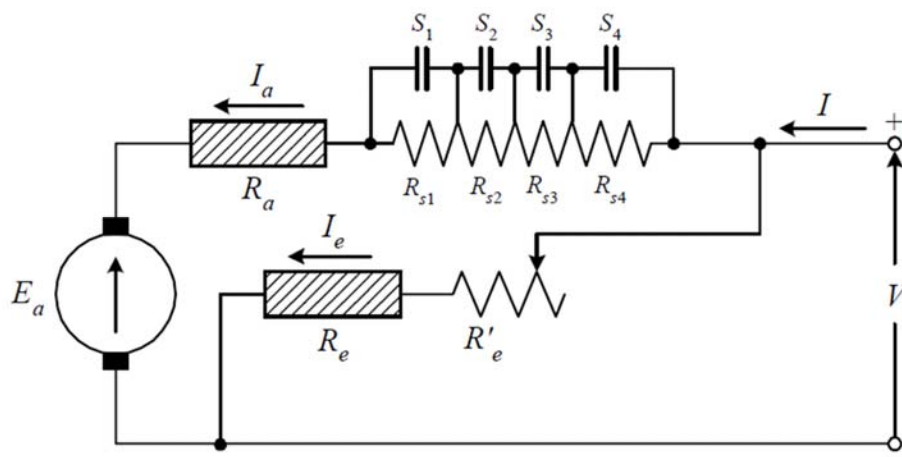 S1 S2 S3 S4
Ia I +
Ra Rs1 Rs2 Rs3 Rs4
Ie
Ea V
Re R'e